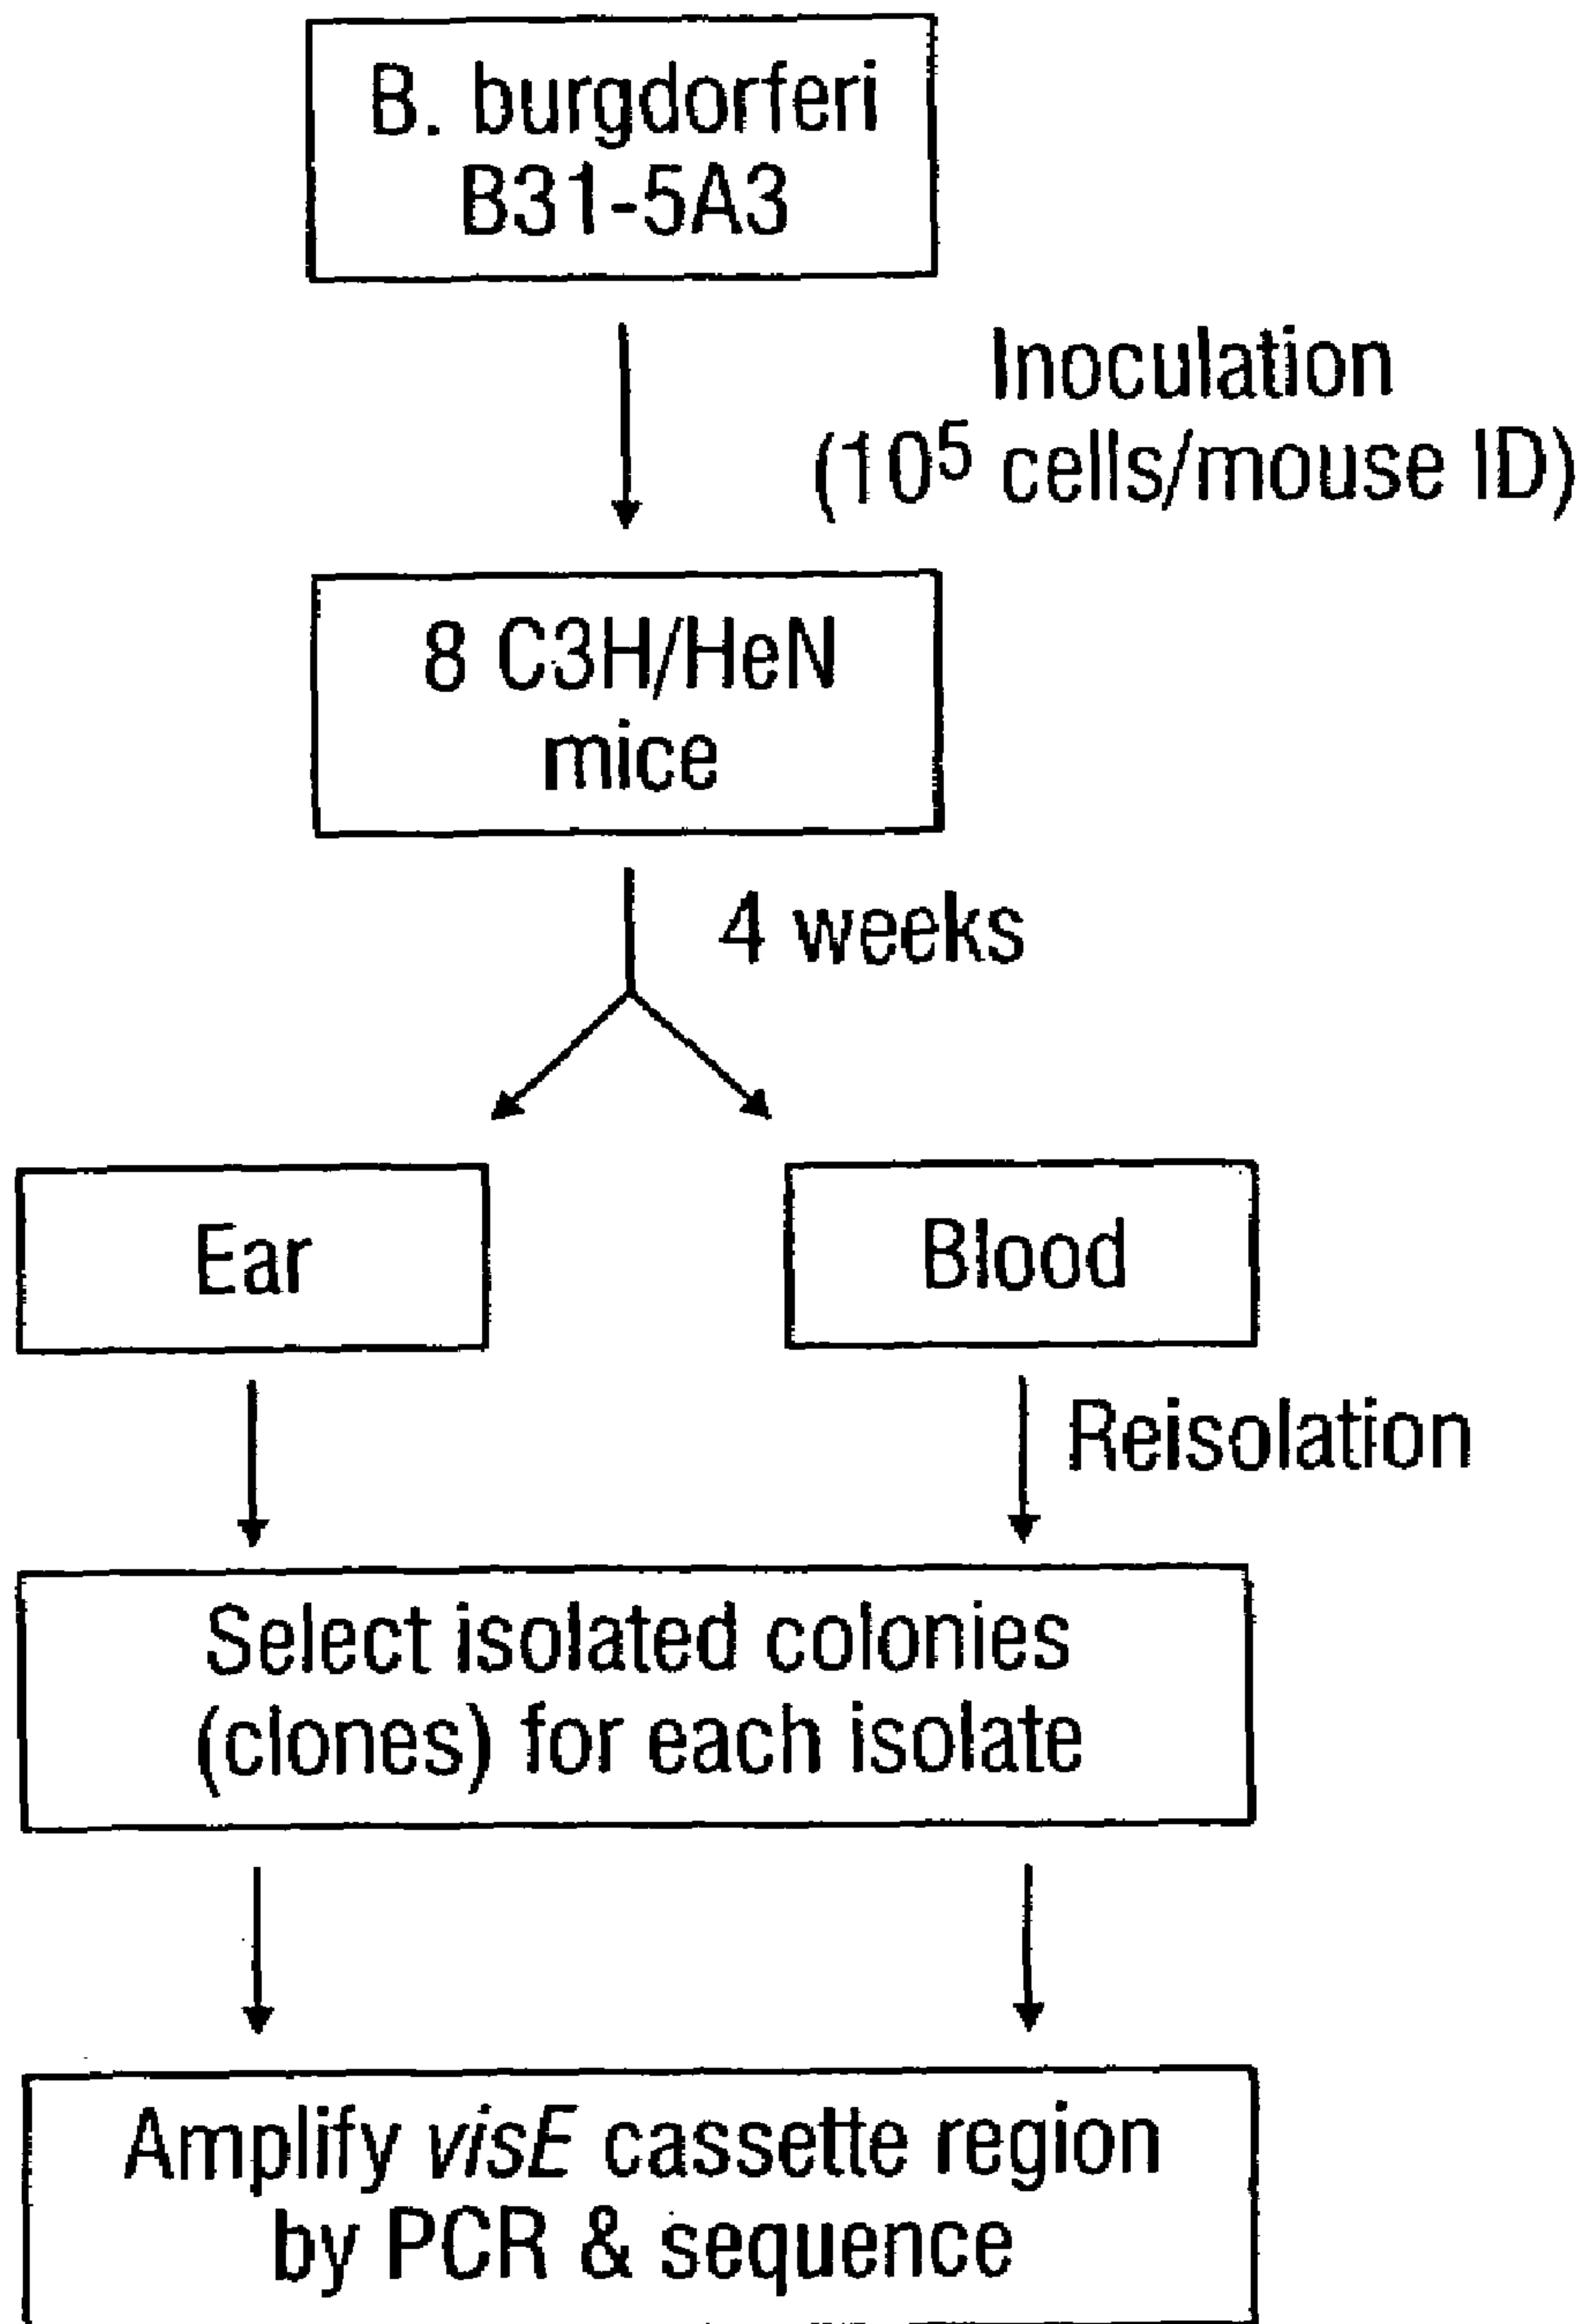 B. burgdorferi
B31-5A3
Inoculation
(10⁵ cells/mouse ID)
8 C3H/HeN
mice
4 weeks
Ear
Blood
Reisolation
Select isolated colonies
(clones) for each isolate
Amplify visE cassette region
by PCR & sequence